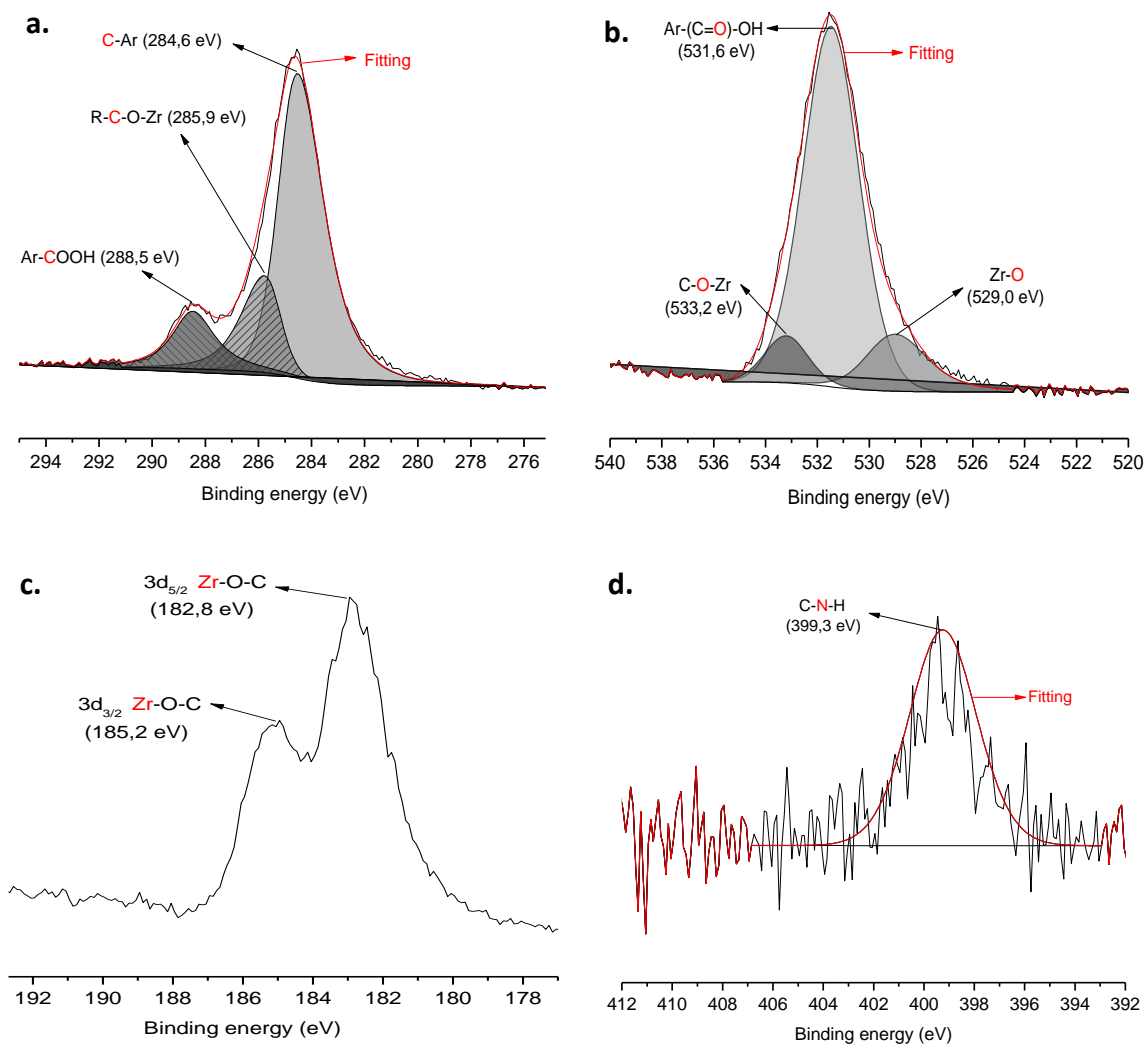 a.
C-Ar (284,6 eV)
Fitting
R-C-O-Zr (285,9 eV)
Ar-COOH (288,5 eV)
294 292 290 288 286 284 282 280 278 276
Binding energy (eV)
b.
Ar-(C=O)-OH
(531,6 eV)
Fitting
C-O-Zr
(533,2 eV)
Zr-O
(529,0 eV)
540 538 536 534 532 530 528 526 524 522 520
Binding energy (eV)
c.
3d5/2 Zr-O-C
(182,8 eV)
3d3/2 Zr-O-C
(185,2 eV)
192 190 188 186 184 182 180 178
Binding energy (eV)
d.
C-N-H
(399,3 eV)
Fitting
412 410 408 406 404 402 400 398 396 394 392
Binding energy (eV)